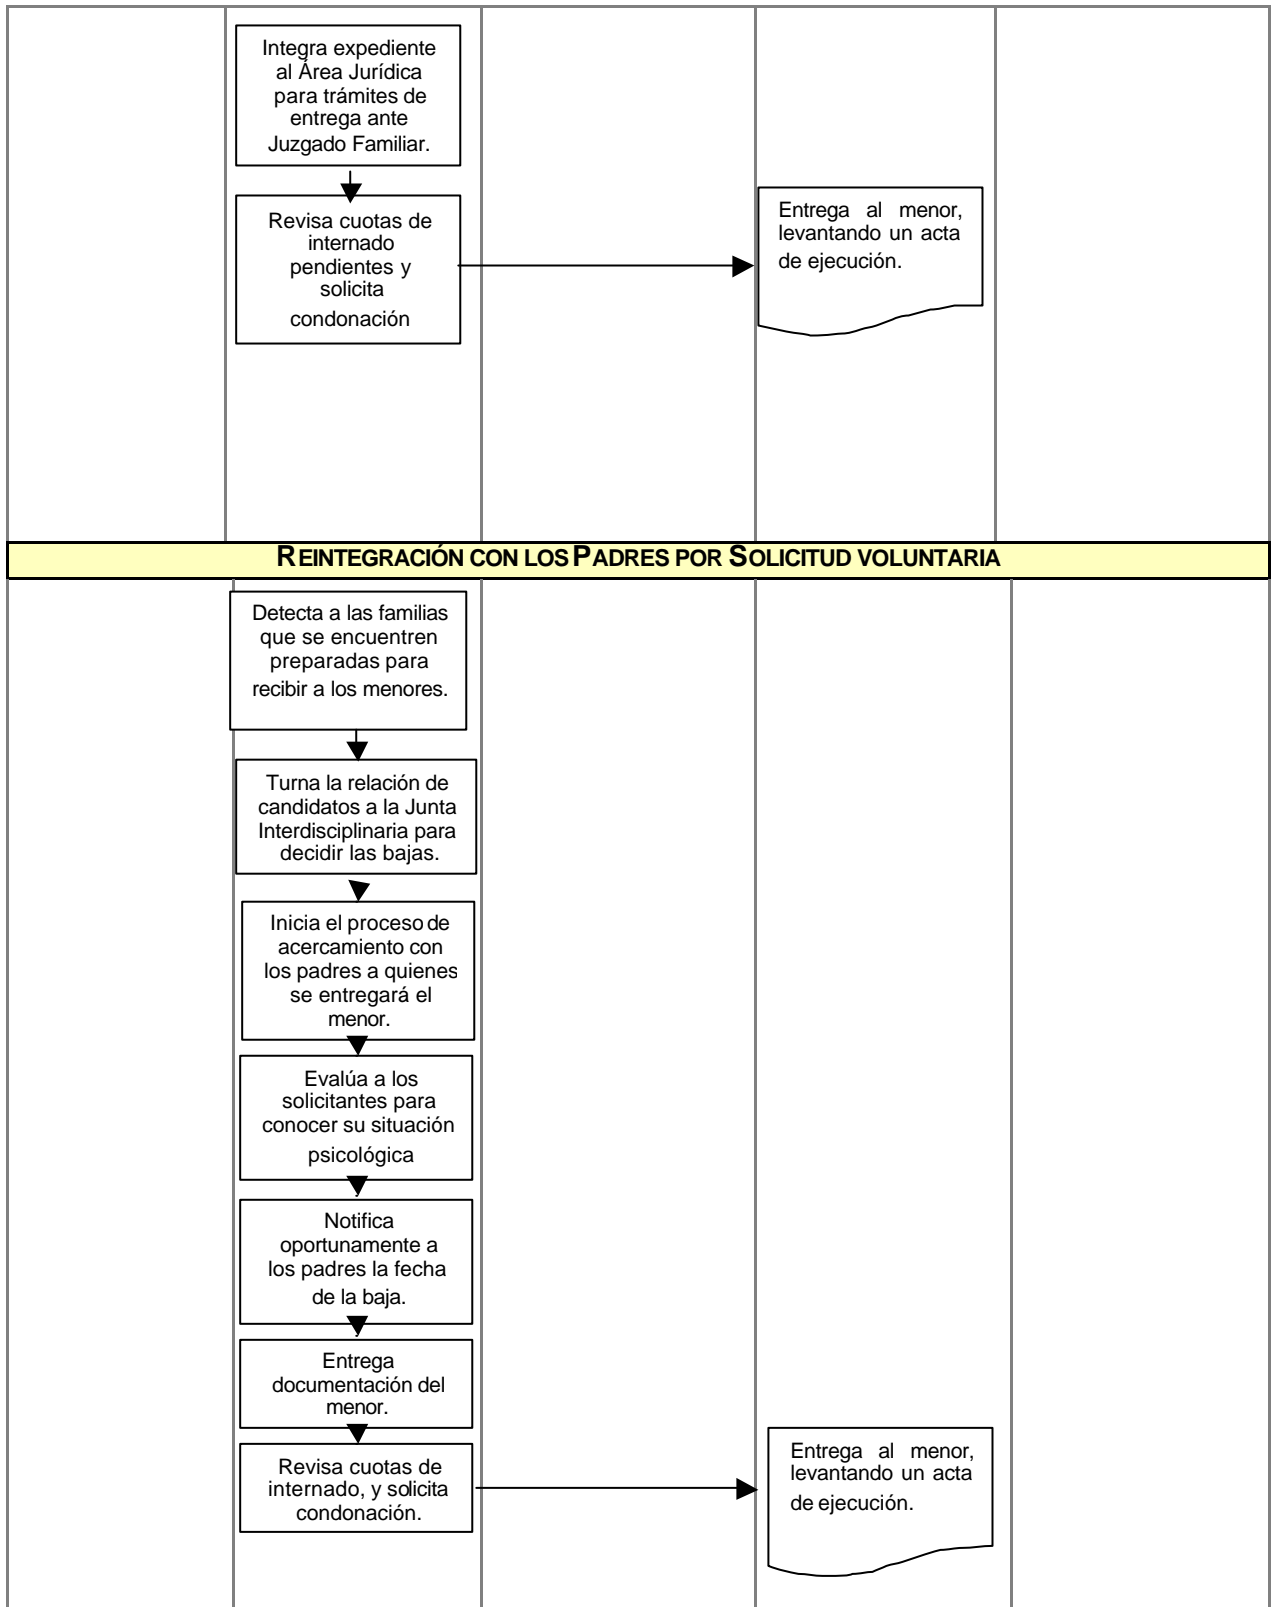 Integra expediente
al Área Jurídica
para trámites de
entrega ante
Juzgado Familiar.
Revisa cuotas de
internado
pendientes y
solicita
condonación
Entrega al menor,
levantando un acta
de ejecución.
REINTEGRACIÓN CON LOS PADRES POR SOLICITUD VOLUNTARIA
Detecta a las familias
que se encuentren
preparadas para
recibir a los menores.
Turna la relación de
candidatos a la Junta
Interdisciplinaria para
decidir las bajas.
Inicia el proceso de
acercamiento con
los padres a quienes
se entregará el
menor.
Evalúa a los
solicitantes para
conocer su situación
psicológica
Notifica
oportunamente a
los padres la fecha
de la baja.
Entrega
documentación del
menor.
Revisa cuotas de
internado, y solicita
condonación.
Entrega al menor,
levantando un acta
de ejecución.